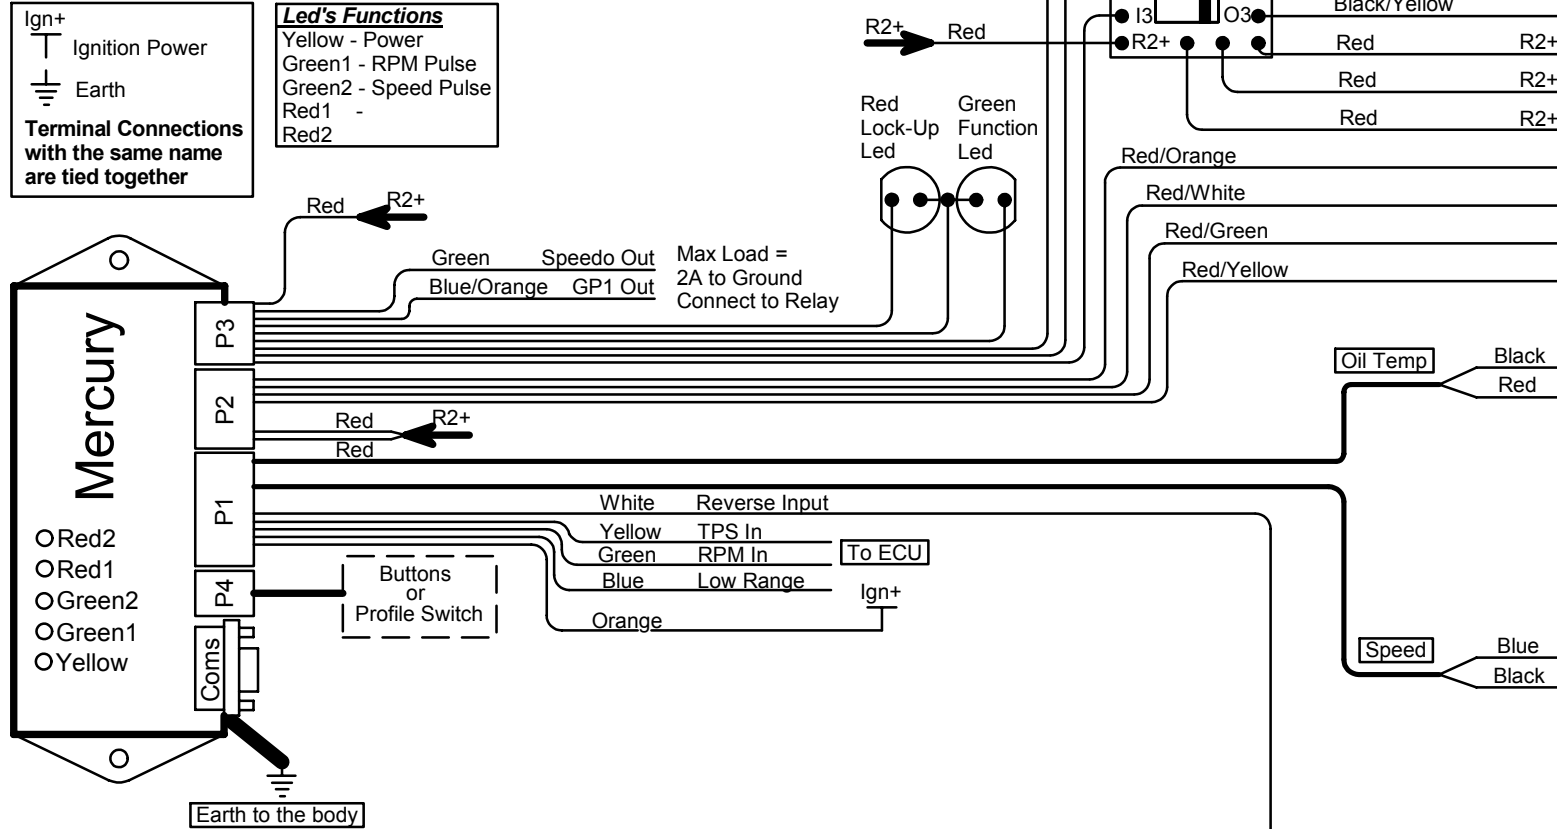 Ign+
Ignition Power
Earth
Terminal Connections
with the same name
are tied together
Led's Functions
Yellow - Power
Green1 - RPM Pulse
Green2 - Speed Pulse
Red1 -
Red2
R2+
Red
I3
O3
R2+
Black/Yellow
Red R2+
Red R2+
Red R2+
Red
Lock-Up
Led
Green
Function
Led
Red/Orange
Red/White
Red/Green
Red/Yellow
Red
R2+
Green Speedo Out
Blue/Orange GP1 Out
Max Load =
2A to Ground
Connect to Relay
Mercury
P3
P2
P1
P4
Coms
Red
R2+
Red
Oil Temp
Black
Red
White Reverse Input
Yellow TPS In
Green RPM In
Blue Low Range
To ECU
Ign+
Orange
Buttons
or
Profile Switch
Red2
Red1
Green2
Green1
Yellow
Speed
Blue
Black
Earth to the body